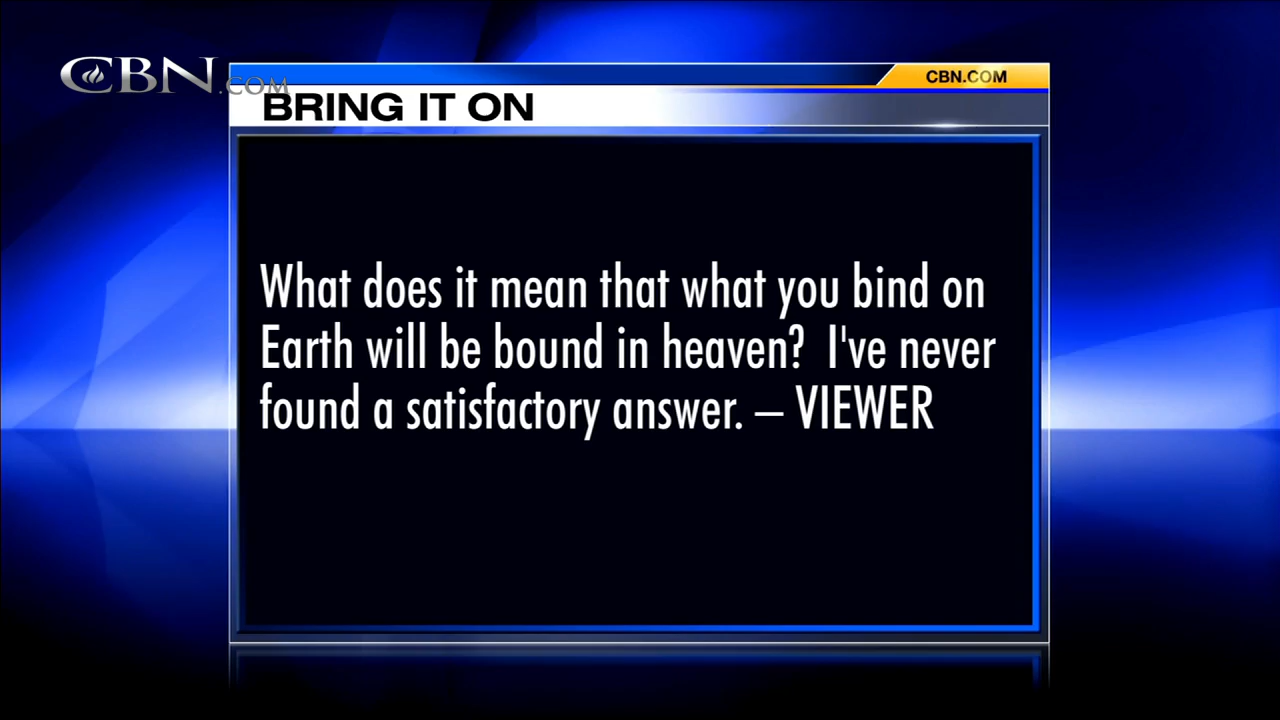 CBN.COM
CBN.COM
BRING IT ON
What does it mean that what you bind on
Earth will be bound in heaven?  I've never
found a satisfactory answer. – VIEWER